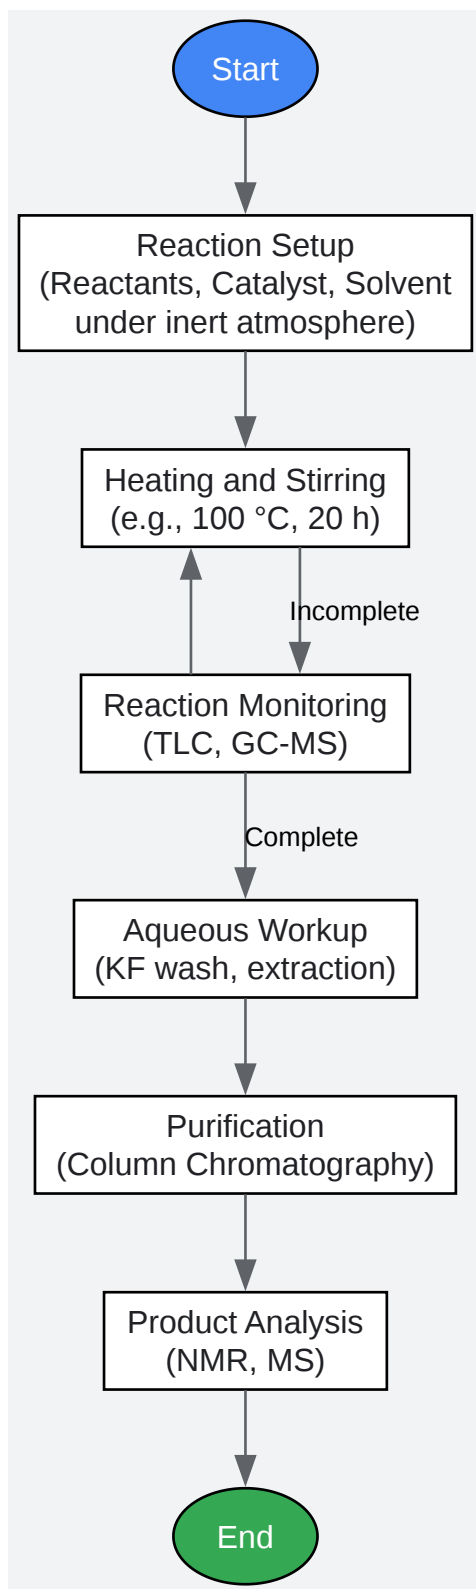 Start
Reaction Setup
(Reactants, Catalyst, Solvent
under inert atmosphere)
Heating and Stirring
(e.g., 100 °C, 20 h)
Incomplete
Reaction Monitoring
(TLC, GC-MS)
Complete
Aqueous Workup
(KF wash, extraction)
Purification
(Column Chromatography)
Product Analysis
(NMR, MS)
End